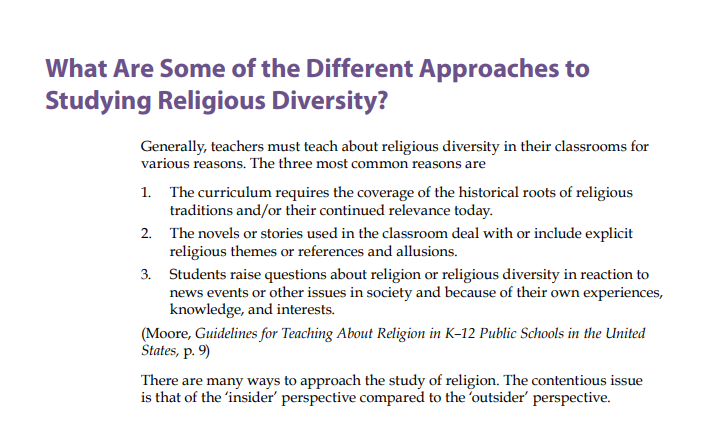 What Are Some of the Different Approaches to
Studying Religious Diversity?
Generally, teachers must teach about religious diversity in their classrooms for
various reasons. The three most common reasons are
1. The curriculum requires the coverage of the historical roots of religious
traditions and/or their continued relevance today.
2. The novels or stories used in the classroom deal with or include explicit
religious themes or references and allusions.
3. Students raise questions about religion or religious diversity in reaction to
news events or other issues in society and because of their own experiences,
knowledge, and interests.
(Moore, Guidelines for Teaching About Religion in K–12 Public Schools in the United
States, p. 9)
There are many ways to approach the study of religion. The contentious issue
is that of the ‘insider’ perspective compared to the ‘outsider’ perspective.